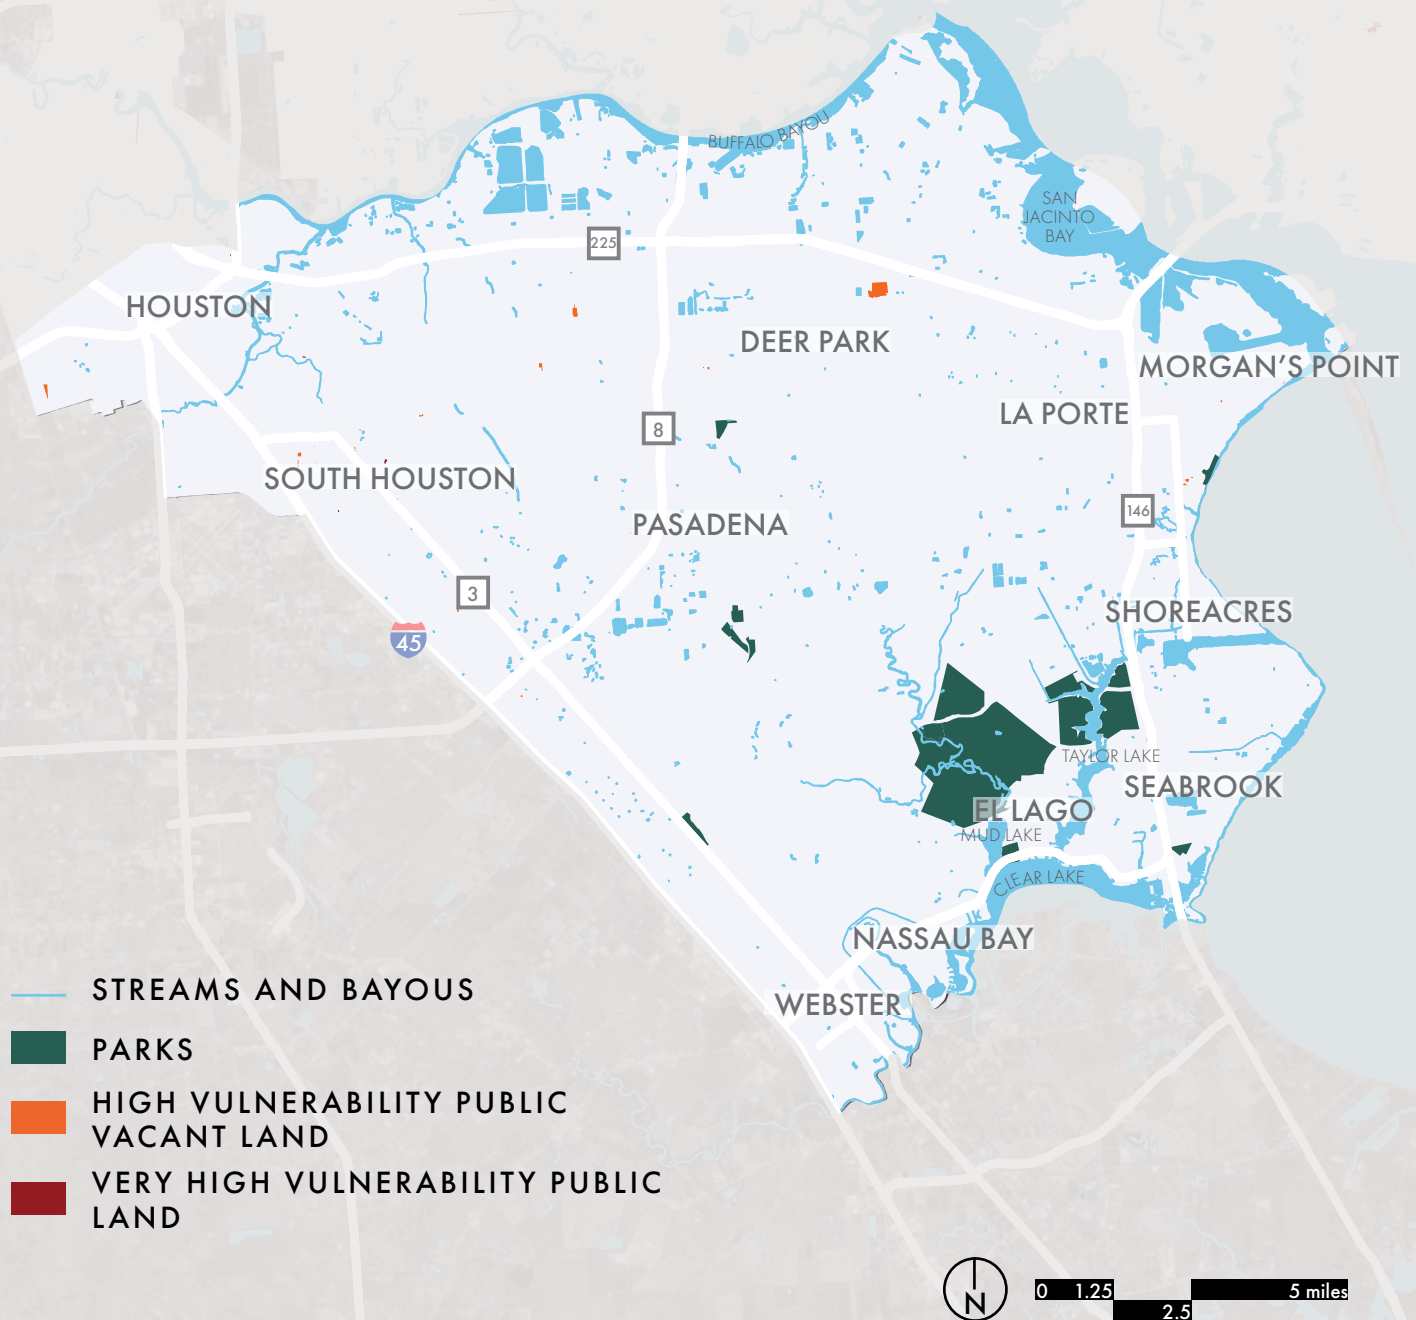 BUFFALO BAYOU
SAN
JACINTO
BAY
225
HOUSTON
DEER PARK
MORGAN'S POINT
LA PORTE
8
SOUTH HOUSTON
146
PASADENA
3
SHOREACRES
45
TAYLOR LAKE
SEABROOK
EL LAGO
MUD LAKE
CLEAR LAKE
NASSAU BAY
WEBSTER
STREAMS AND BAYOUS
PARKS
HIGH VULNERABILITY PUBLIC
VACANT LAND
VERY HIGH VULNERABILITY PUBLIC
LAND
N
0 1.25 5 miles
2.5